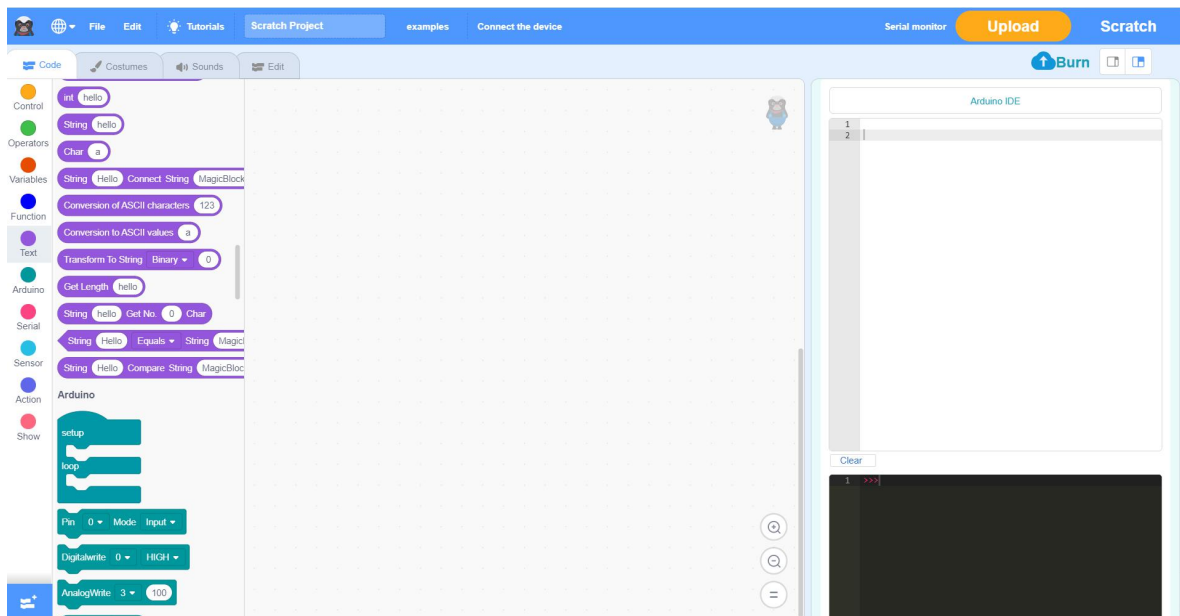 File Edit Tutorials Scratch Project examples Connect the device Serial monitor Upload Scratch
Code Costumes Sounds Edit Burn
Control
Operators
Variables
Function
Text
Arduino
Serial
Sensor
Action
Show
int hello
String hello
Char a
String Hello Connect String MagicBlock
Conversion of ASCII characters 123
Conversion to ASCII values a
Transform To String Binary 0
Get Length hello
String hello Get No. 0 Char
String Hello Equals String Magic
String Hello Compare String MagicBloc
Arduino
setup
loop
Pin 0 Mode Input
Digitalwrite 0 HIGH
AnalogWrite 3 100
Arduino IDE
1
2
Clear
1 >>>